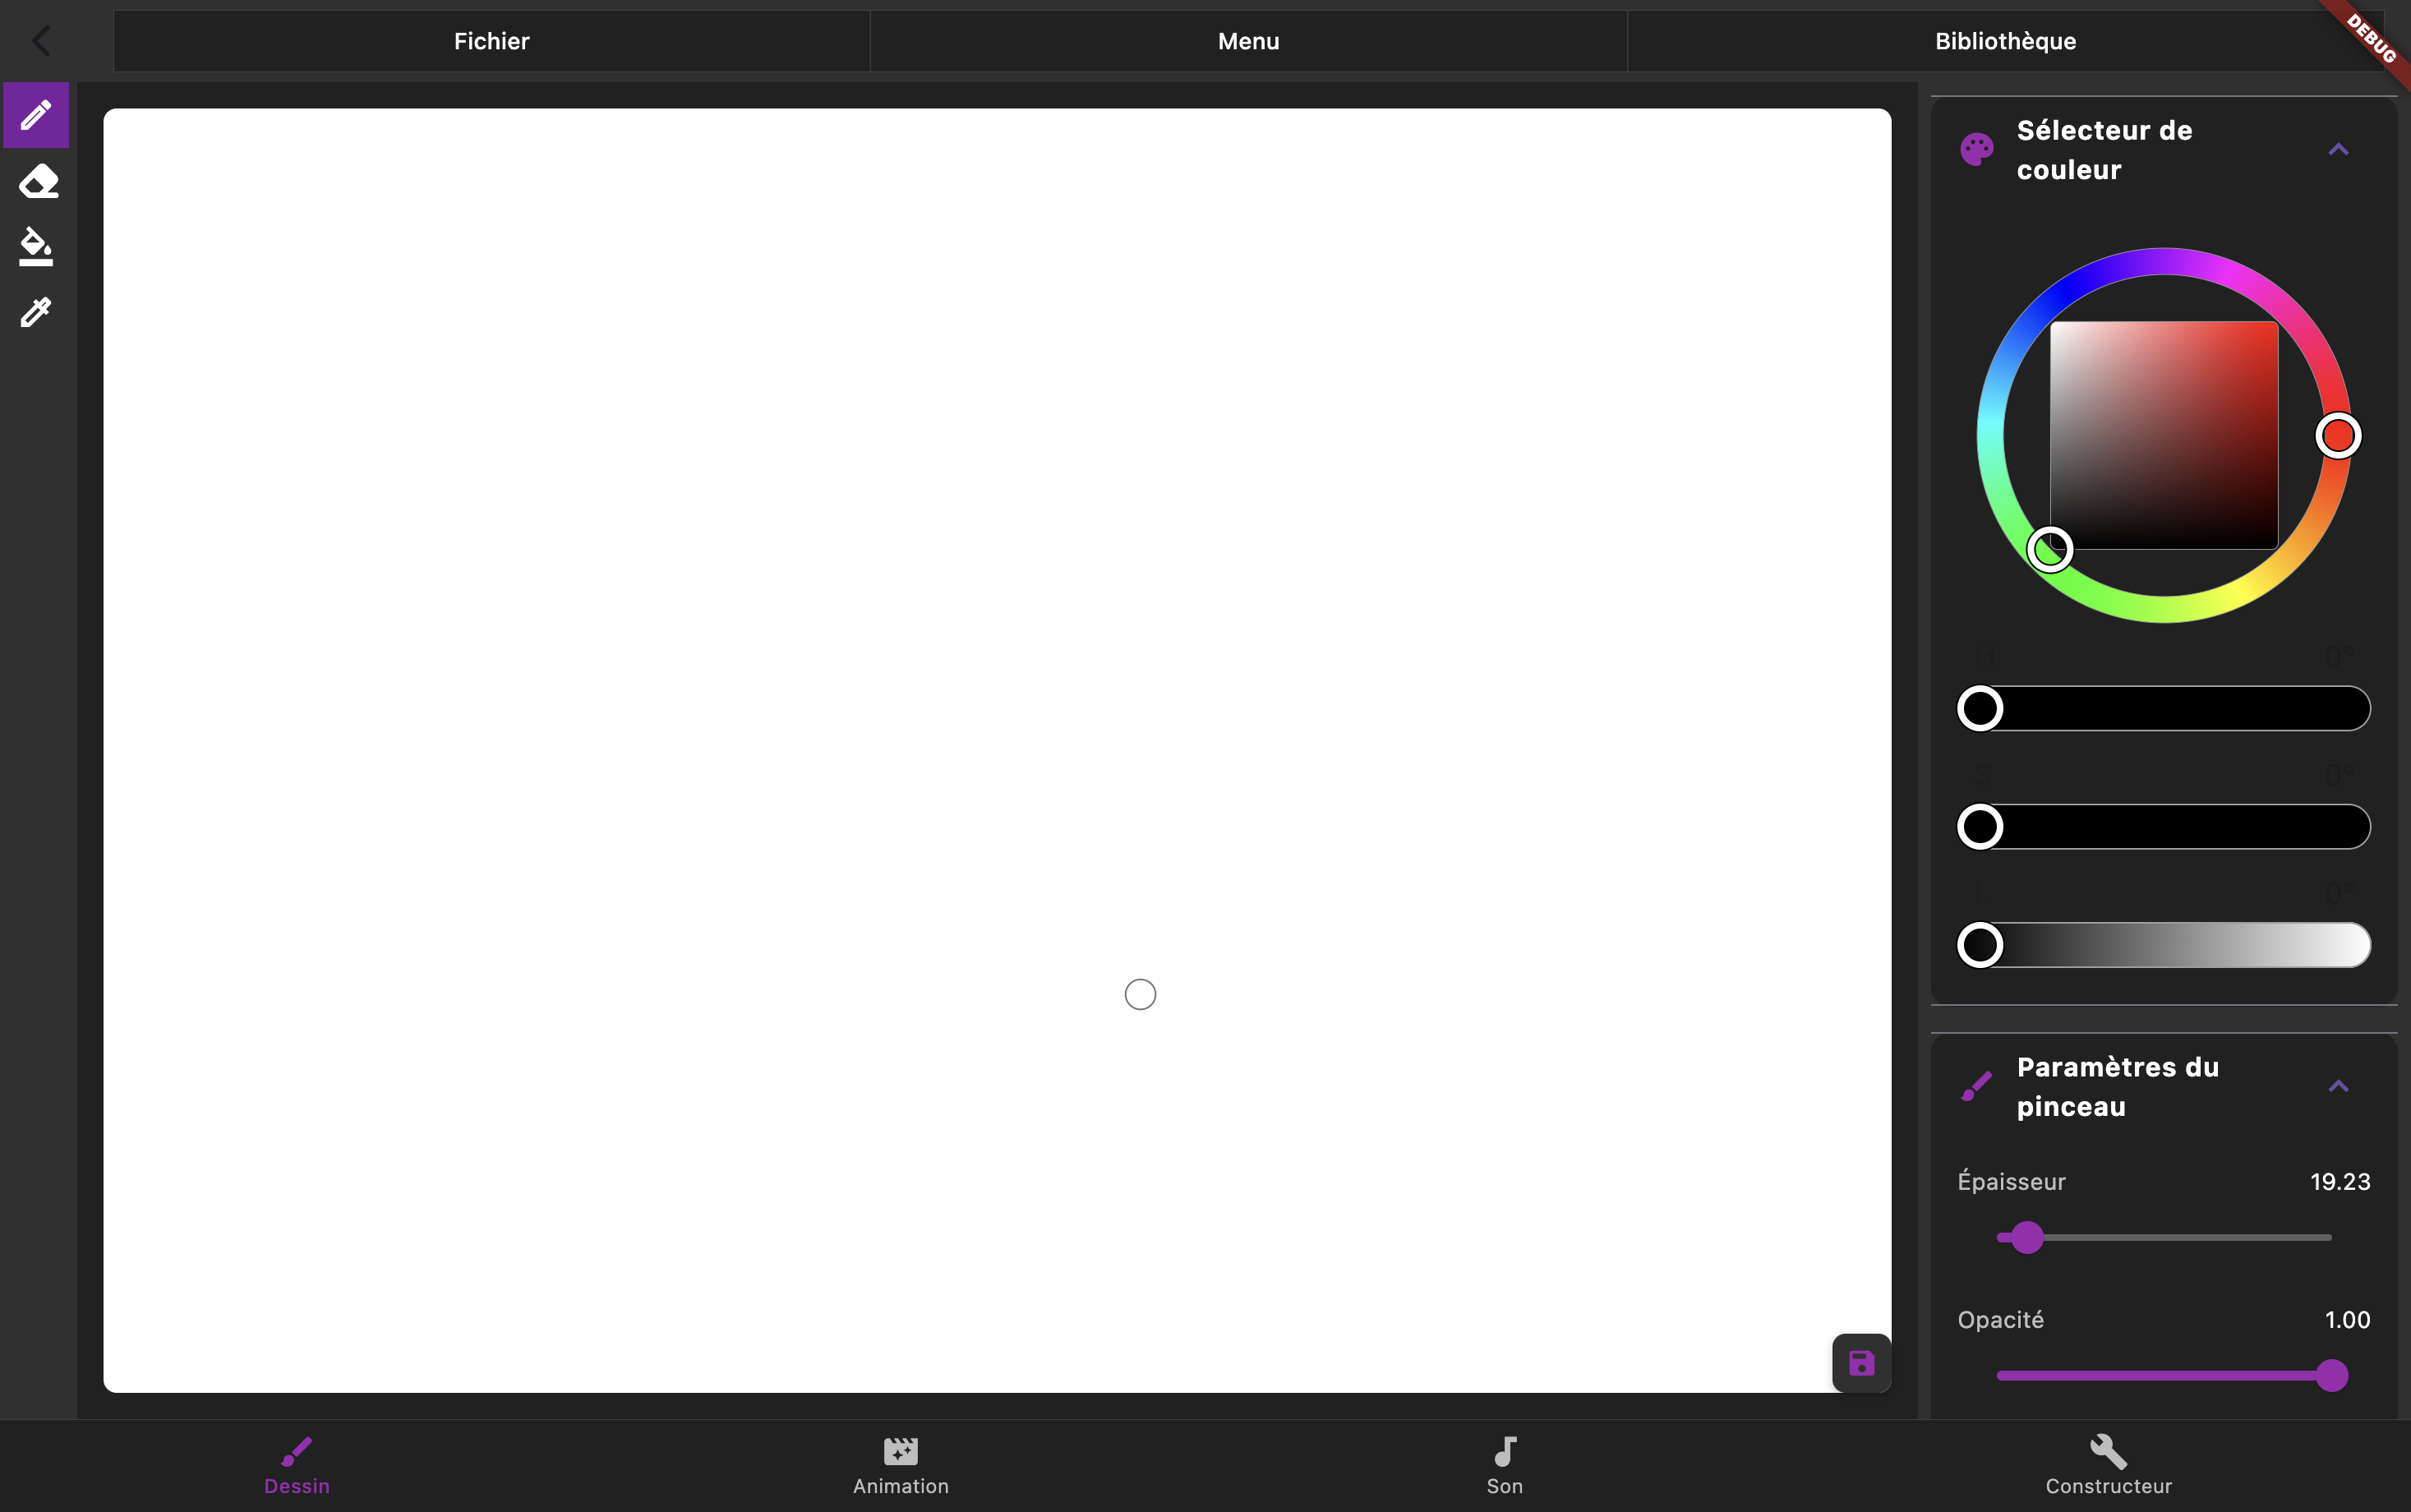 Fichier
Menu
Bibliothèque
DEBUG
Sélecteur de
couleur
H
0°
S
0°
L
0°
Paramètres du
pinceau
Épaisseur
19.23
Opacité
1.00
Dessin
Animation
Son
Constructeur